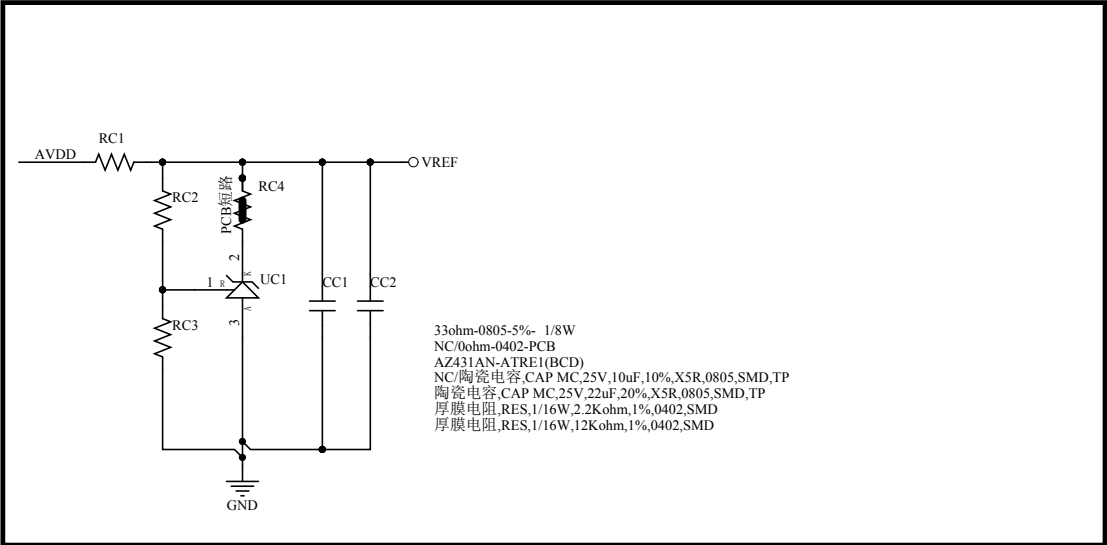 RC1
AVDD
VREF
RC2
PCB短路
RC4
2
K
1
R
UC1
A
3
CC1
CC2
RC3
33ohm-0805-5%- 1/8W
NC/0ohm-0402-PCB
AZ431AN-ATRE1(BCD)
NC/陶瓷电容,CAP MC,25V,10uF,10%,X5R,0805,SMD,TP
陶瓷电容,CAP MC,25V,22uF,20%,X5R,0805,SMD,TP
厚膜电阻,RES,1/16W,2.2Kohm,1%,0402,SMD
厚膜电阻,RES,1/16W,12Kohm,1%,0402,SMD
GND